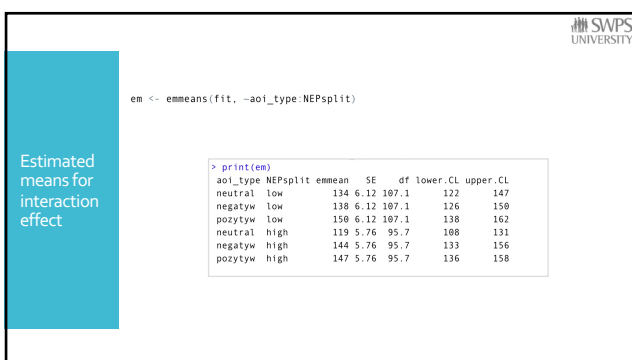 SWPS
UNIVERSITY
em <- emmeans(fit, ~aoi_type:NEPsplit)
Estimated
means for
interaction
effect
> print(em)
aoi_type NEPsplit emmean SE df lower.CL upper.CL
neutral low 134 6.12 107.1 122 147
negatyw low 138 6.12 107.1 126 150
pozytyw low 150 6.12 107.1 138 162
neutral high 119 5.76 95.7 108 131
negatyw high 144 5.76 95.7 133 156
pozytyw high 147 5.76 95.7 136 158